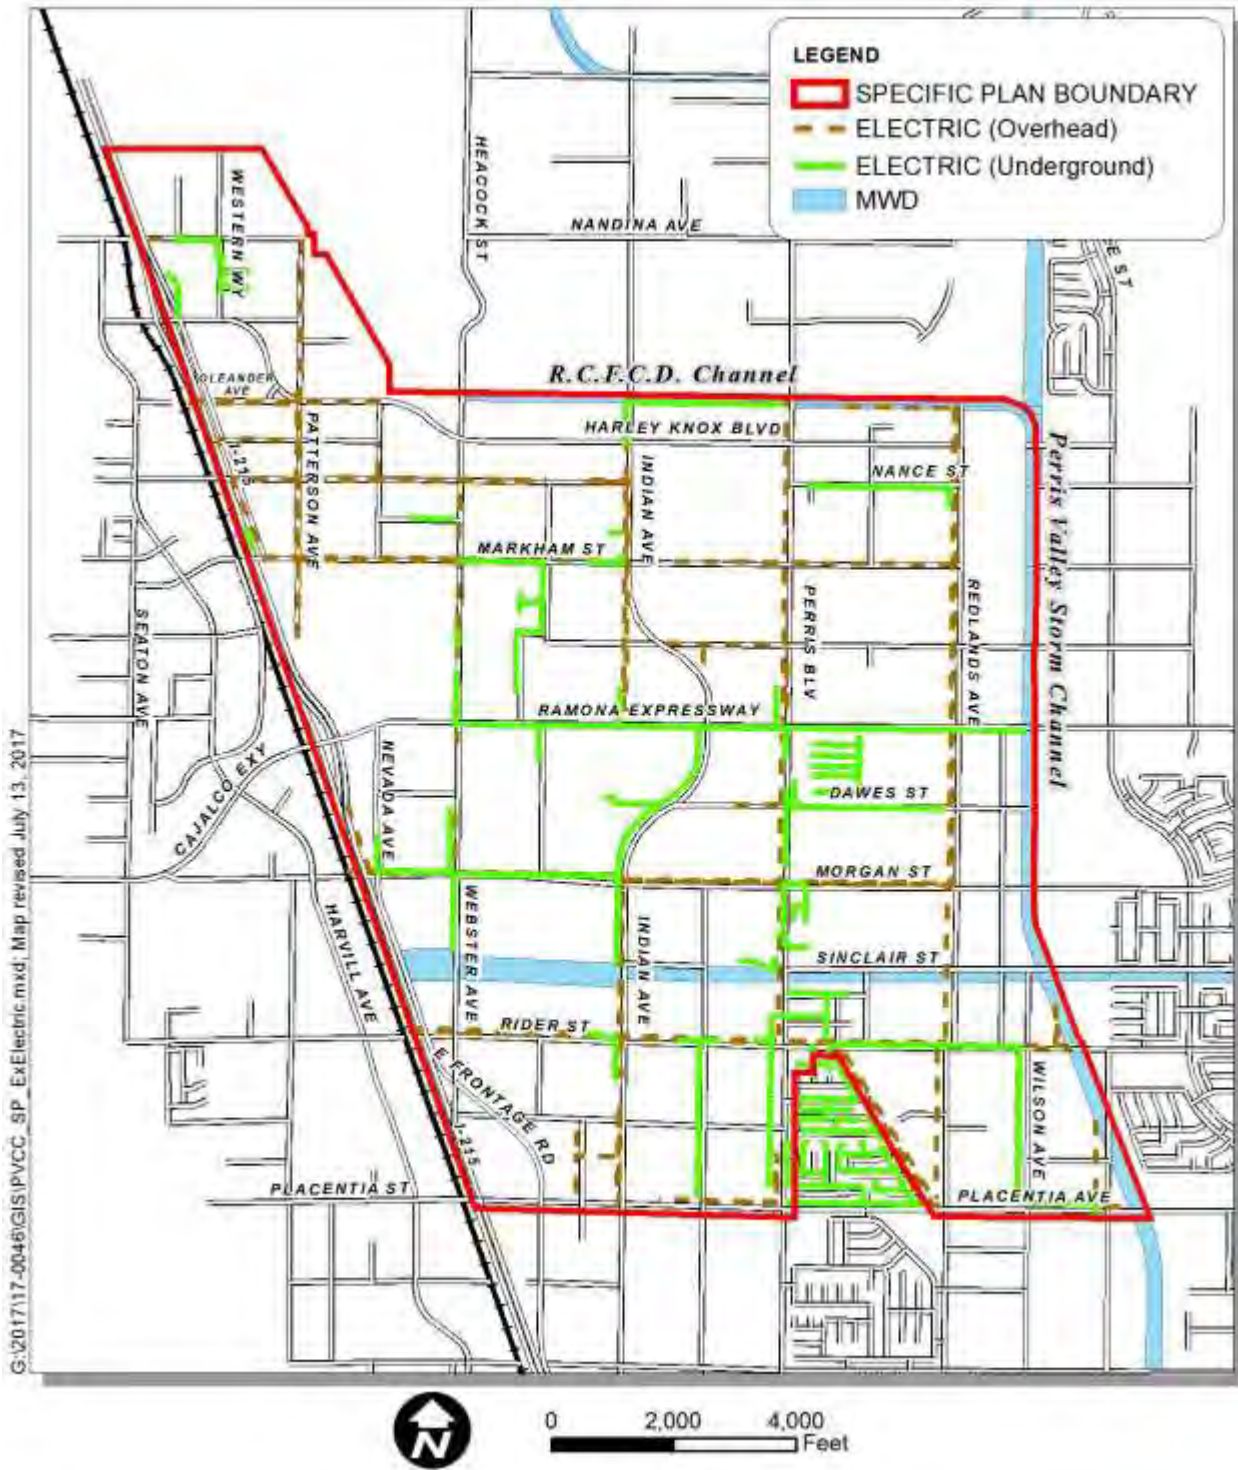 LEGEND
SPECIFIC PLAN BOUNDARY
ELECTRIC (Overhead)
ELECTRIC (Underground)
MWD
HEACOCK ST
WESTERN WY
NANDINA AVE
R.C.F.C.D. Channel
OLEANDER
AVE
HARLEY KNOX BLVD
PATTERSON AVE
I-215
INDIAN AVE
NANCE ST
Perris Valley Storm Channel
MARKHAM ST
PERRIS BLV
REDLANDS AVE
SEATON AVE
RAMONA EXPRESSWAY
NEVADA AVE
CAJALCO EXY
DAWES ST
MORGAN ST
HARVILL AVE
WEBSTER AVE
INDIAN AVE
SINCLAIR ST
RIDER ST
E FRONTAGE RD
WILSON AVE
I-215
PLACENTIA ST
PLACENTIA AVE
G:\2017\17-0046\GIS\PVCC_SP_ExElectric.mxd; Map revised July 13, 2017
N
0 2,000 4,000
Feet